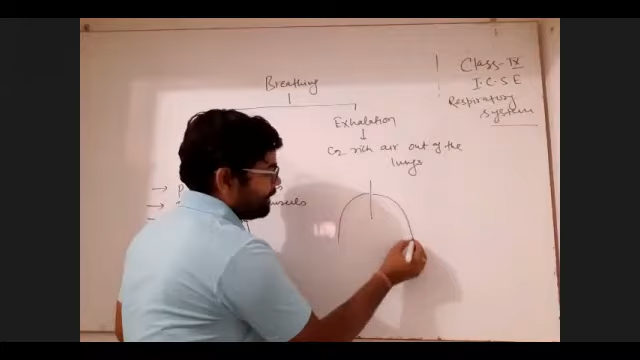 Class-IX
I.C.S E
Respiratory
system
Breathing
Exhalation
CO2 rich air out of the
lungs